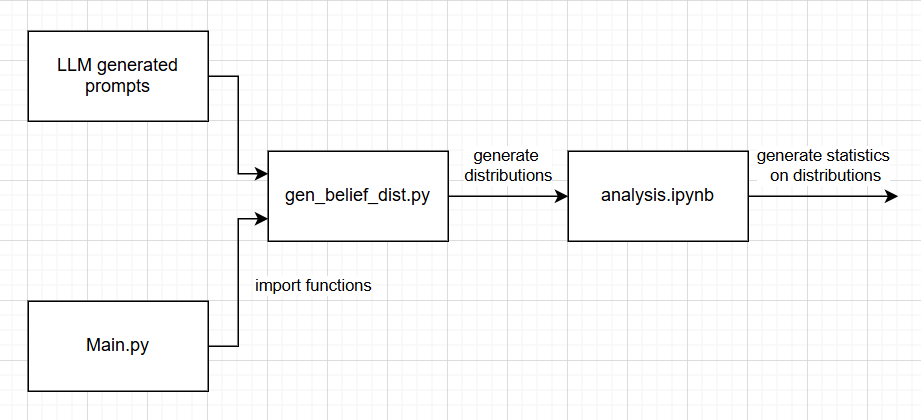 LLM generated
prompts
gen_belief_dist.py
generate
distributions
analysis.ipynb
generate statistics
on distributions
import functions
Main.py